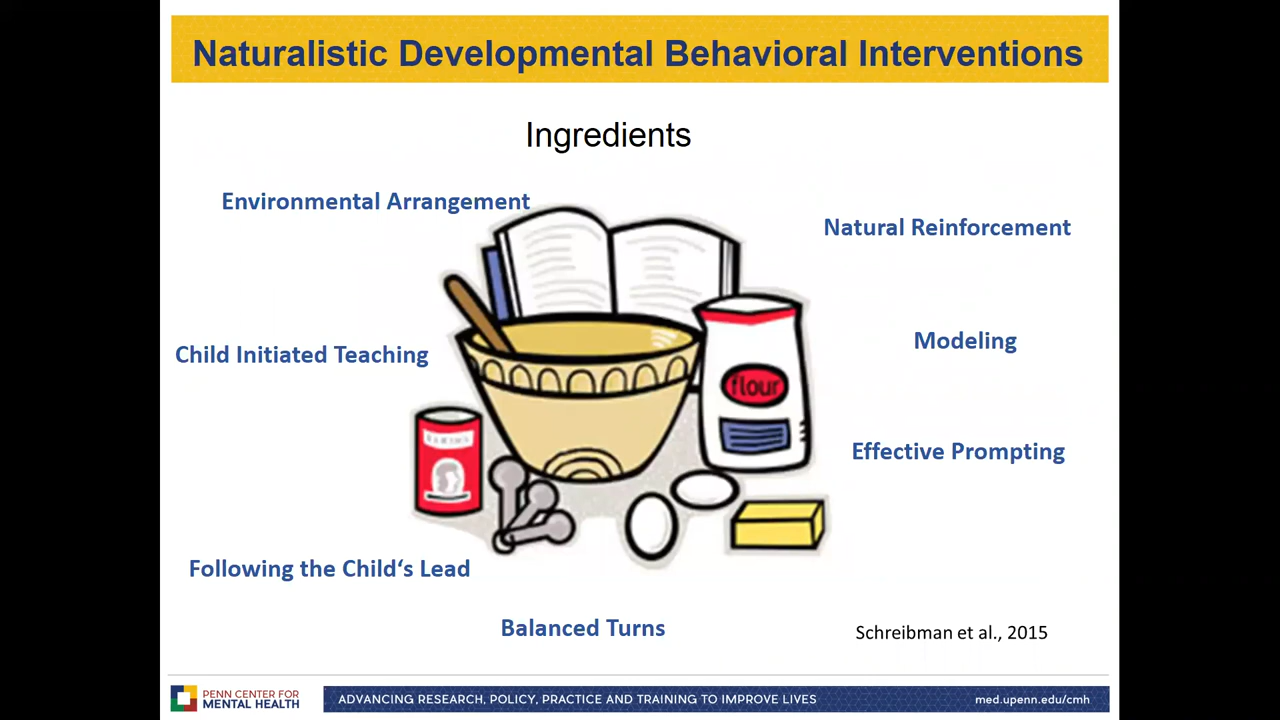 Naturalistic Developmental Behavioral Interventions
Ingredients
Environmental Arrangement
Natural Reinforcement
Child Initiated Teaching
Modeling
flour
Effective Prompting
Following the Child‘s Lead
Balanced Turns
Schreibman et al., 2015
PENN CENTER FOR
MENTAL HEALTH
ADVANCING RESEARCH, POLICY, PRACTICE AND TRAINING TO IMPROVE LIVES
med.upenn.edu/cmh